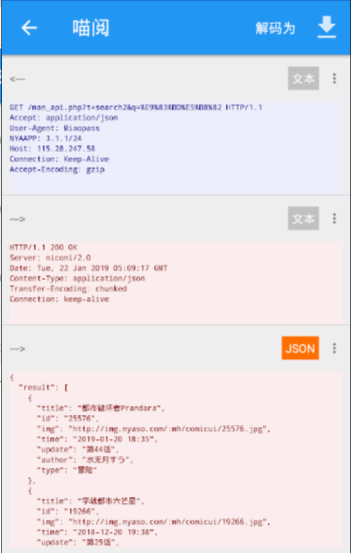 喵阅
解码为
<--
文本
GET /man_api.php?t=search2&q=%E9%83%BD%E5%B8%82 HTTP/1.1
Accept: application/json
User-Agent: Miaopass
NYAAPP: 3.1.1/24
Host: 115.28.247.58
Connection: Keep-Alive
Accept-Encoding: gzip
-->
文本
HTTP/1.1 200 OK
Server: niconi/2.0
Date: Tue, 22 Jan 2019 05:09:17 GMT
Content-Type: application/json
Transfer-Encoding: chunked
Connection: keep-alive
-->
JSON
{
"result": [
{
"title": "都市破坏者Prandara",
"id": "25576",
"img": "http://img.nyaso.com/:mh/comicui/25576.jpg",
"time": "2019-01-20 18:35",
"update": "第44话",
"author": "水无月すう",
"type": "冒险"
},
{
"title": "学战都市六芒星",
"id": "19266",
"img": "http://img.nyaso.com/:mh/comicui/19266.jpg",
"time": "2018-12-20 19:38",
"update": "第25话",